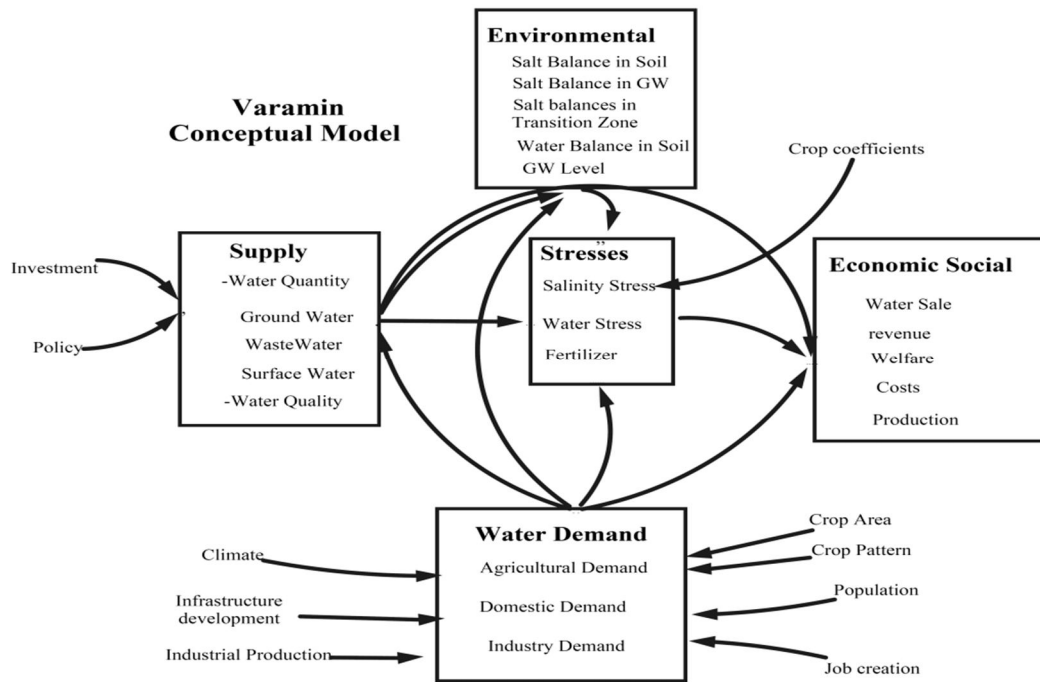 Varamin
Conceptual Model
Environmental
Salt Balance in Soil
Salt Balance in GW
Salt balances in
Transition Zone
Water Balance in Soil
GW Level
Crop coefficients
Investment
Policy
Supply
-Water Quantity
Ground Water
WasteWater
Surface Water
-Water Quality
Stresses
Salinity Stress
Water Stress
Fertilizer
Economic Social
Water Sale
revenue
Welfare
Costs
Production
Climate
Infrastructure
development
Industrial Production
Water Demand
Agricultural Demand
Domestic Demand
Industry Demand
Crop Area
Crop Pattern
Population
Job creation